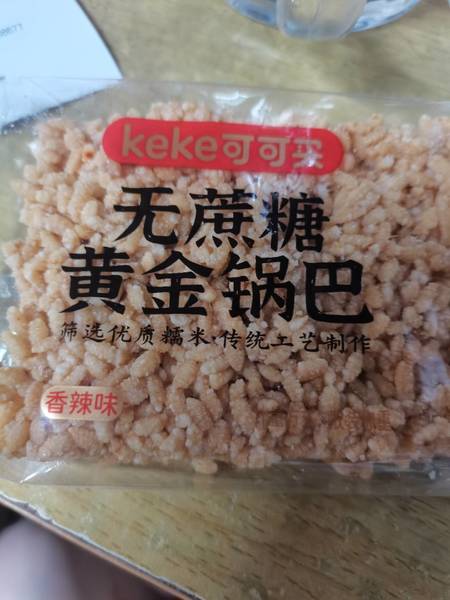 keke可可买
无蔗糖
黄金锅巴
筛选优质糯米·传统工艺制作
香辣味